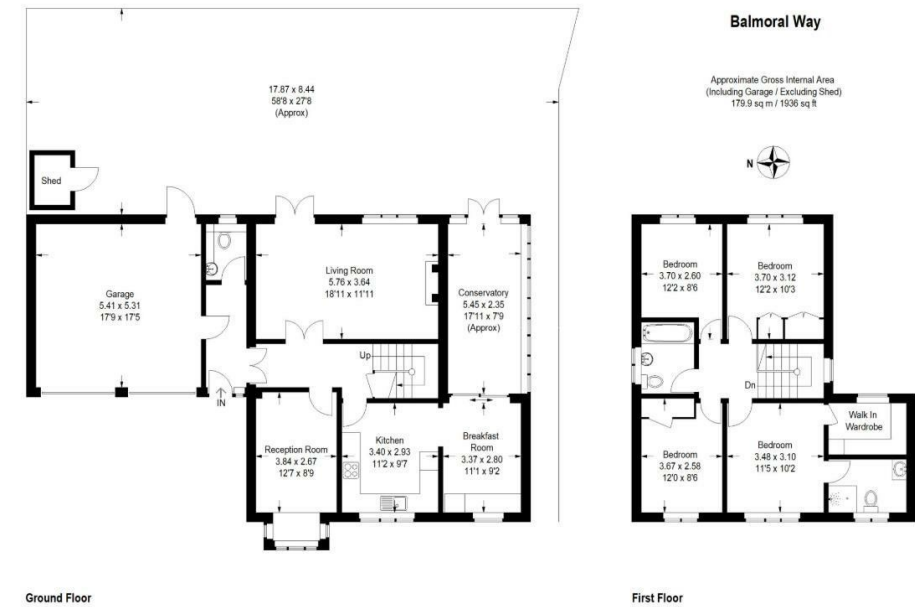 Balmoral Way
Approximate Gross Internal Area
(Including Garage / Excluding Shed)
179.9 sq m / 1936 sq ft
N
17.87 x 8.44
58'8 x 27'8
(Approx)
Shed
Garage
5.41 x 5.31
17'9 x 17'5
Living Room
5.76 x 3.64
18'11 x 11'11
Conservatory
5.45 x 2.35
17'11 x 7'9
(Approx)
Up
IN
Reception Room
3.84 x 2.67
12'7 x 8'9
Kitchen
3.40 x 2.93
11'2 x 9'7
Breakfast
Room
3.37 x 2.80
11'1 x 9'2
Ground Floor
Bedroom
3.70 x 2.60
12'2 x 8'6
Bedroom
3.70 x 3.12
12'2 x 10'3
Dn
Bedroom
3.67 x 2.58
12'0 x 8'6
Bedroom
3.48 x 3.10
11'5 x 10'2
Walk In
Wardrobe
First Floor